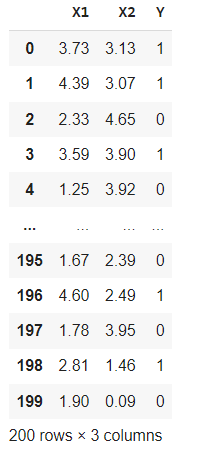 X1 X2 Y
0 3.73 3.13 1
1 4.39 3.07 1
2 2.33 4.65 0
3 3.59 3.90 1
4 1.25 3.92 0
... ... ... ...
195 1.67 2.39 0
196 4.60 2.49 1
197 1.78 3.95 0
198 2.81 1.46 1
199 1.90 0.09 0
200 rows × 3 columns